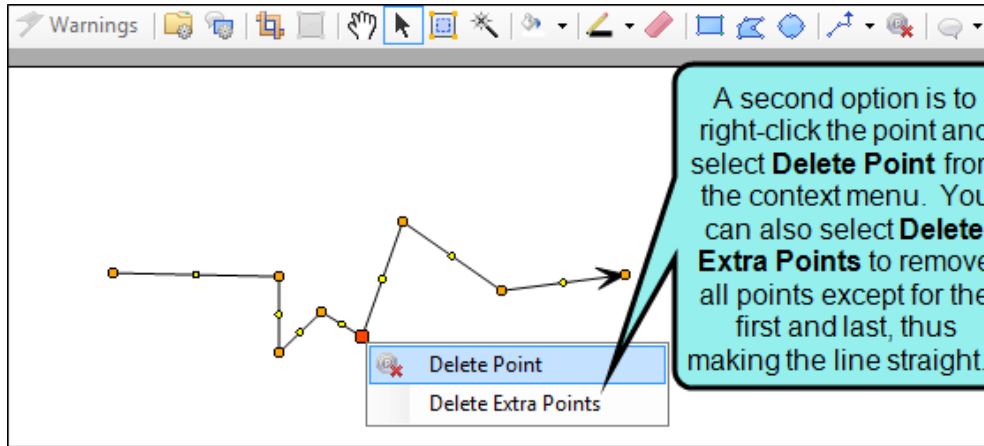 Warnings
A second option is to
right-click the point and
select Delete Point from
the context menu. You
can also select Delete
Extra Points to remove
all points except for the
first and last, thus
making the line straight.
Delete Point
Delete Extra Points